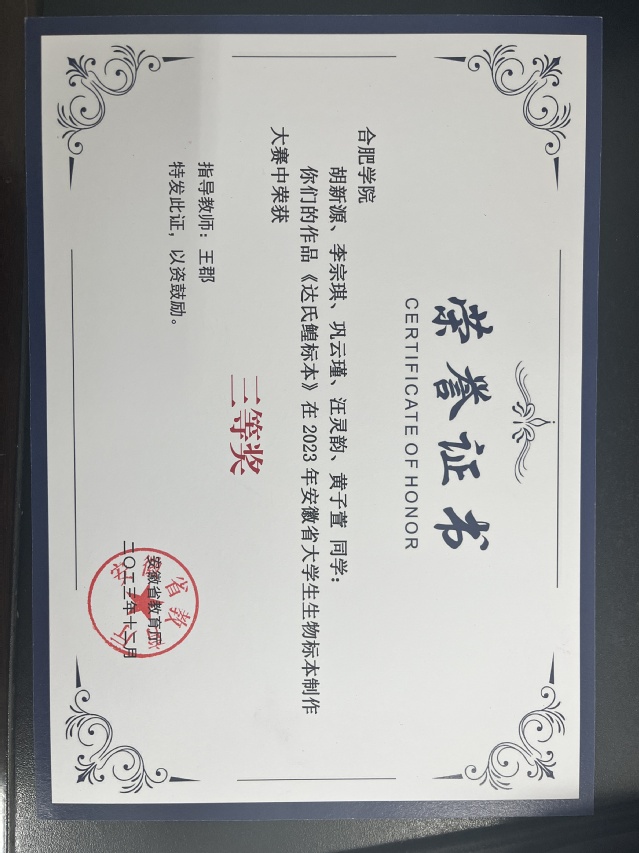 荣誉证书
CERTIFICATE OF HONOR
合肥学院
胡新源、李宗琪、巩云瑾、汪灵韵、黄子萱 同学：
你们的作品《达氏鳇标本》在 2023 年安徽省大学生生物标本制作
大赛中荣获
三等奖
指导教师：王郡
特发此证，以资鼓励。
安徽省教育厅
二〇二三年十二月